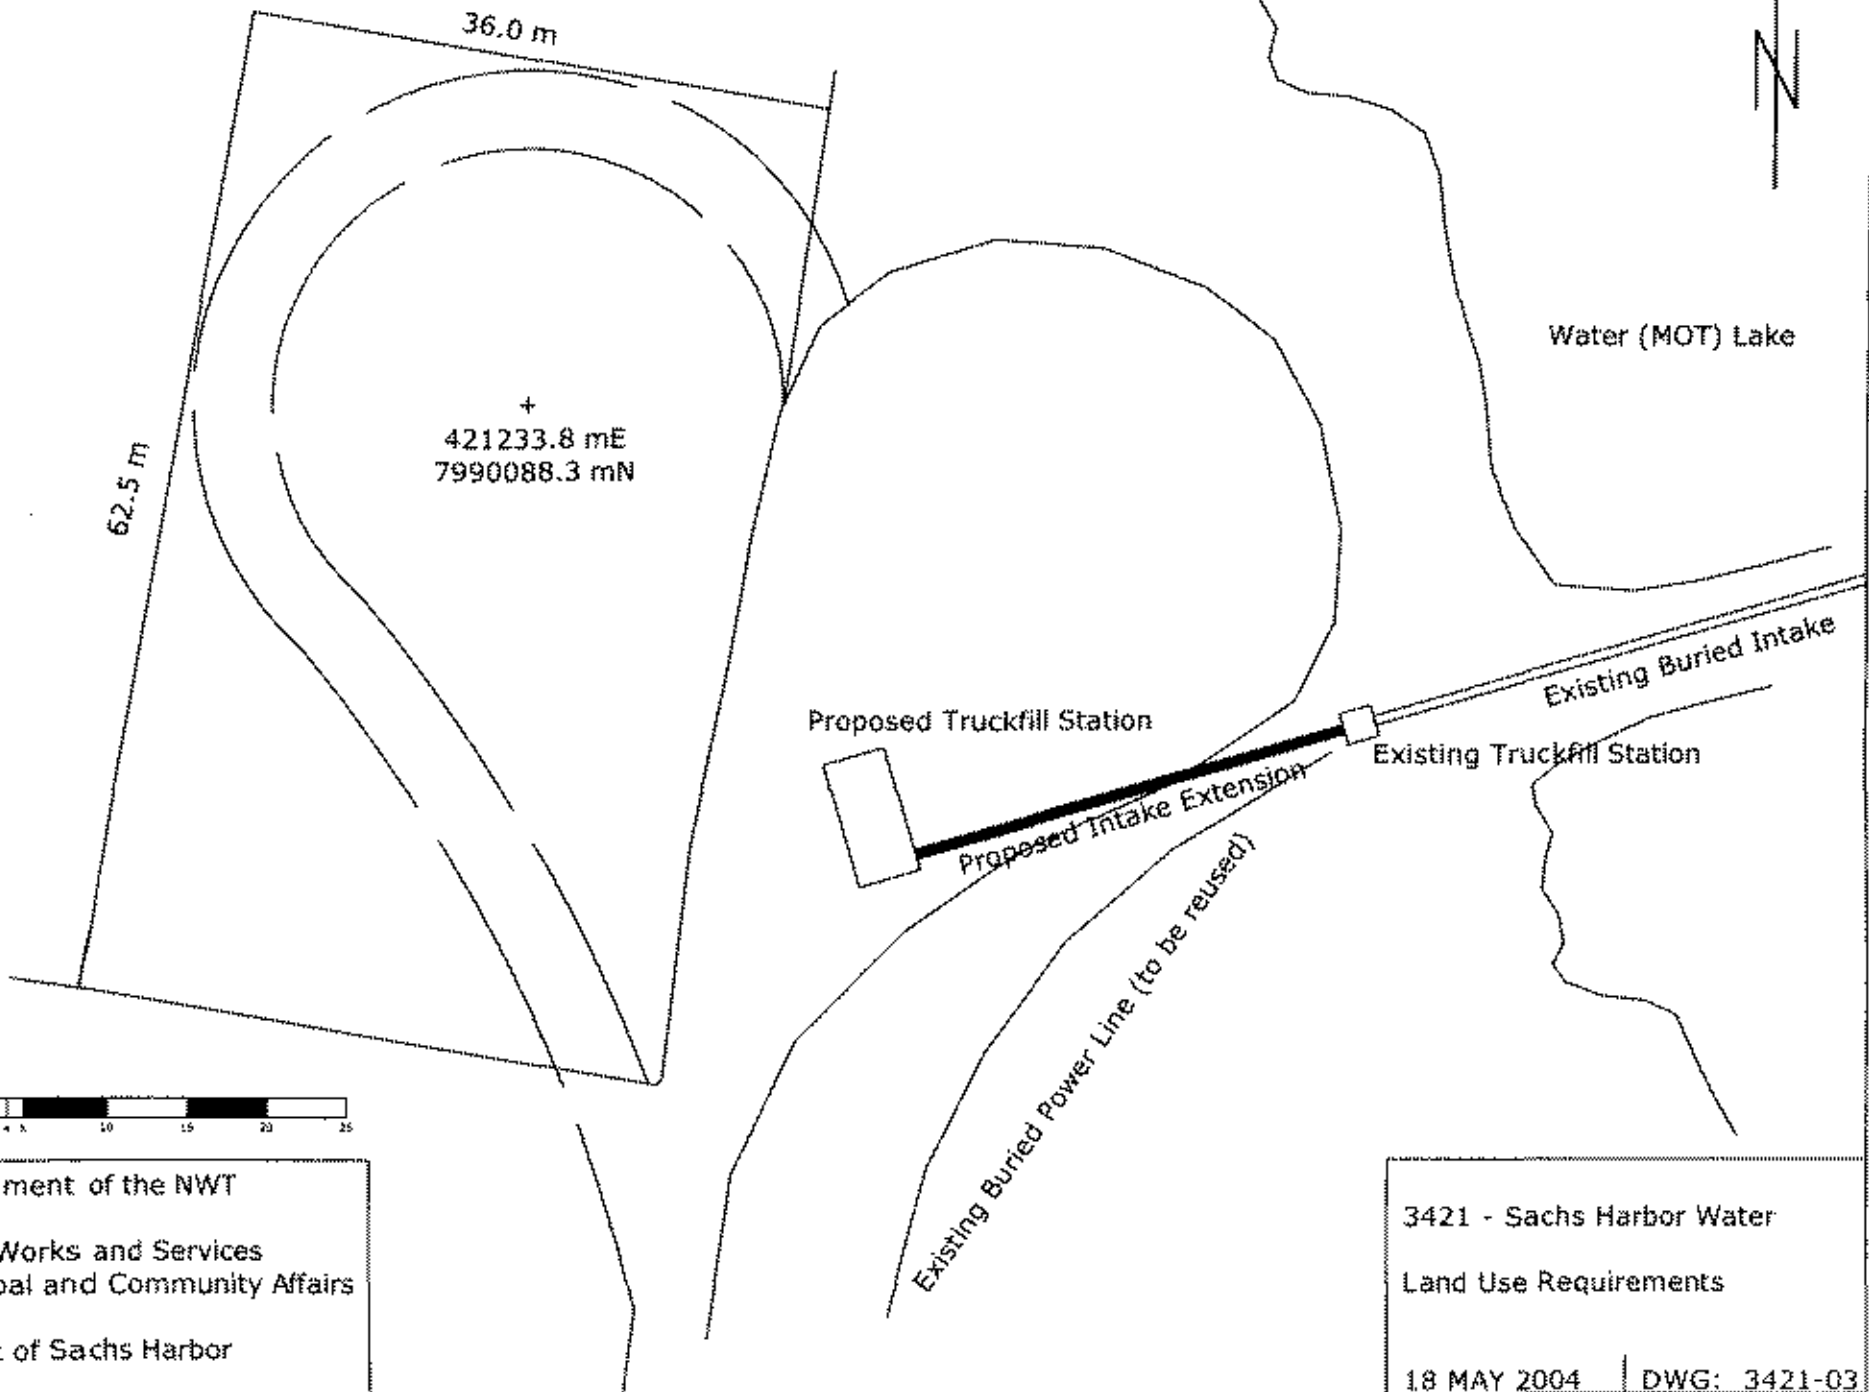 36.0 m
N
Water (MOT) Lake
62.5 m
421233.8 mE
7990088.3 mN
Existing Buried Intake
Proposed Truckfill Station
Existing Truckfill Station
Proposed Intake Extension
Existing Buried Power Line (to be reused)
10 15 20 25
ment of the NWT
Works and Services
pal and Community Affairs
of Sachs Harbor
3421 - Sachs Harbor Water
Land Use Requirements
18 MAY 2004 DWG: 3421-03